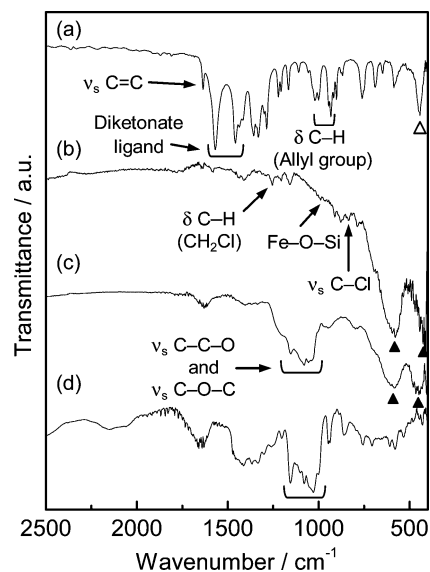 (a)
νs C=C
Diketonate
ligand
δ C–H
(Allyl group)
(b)
δ C–H
(CH2Cl)
Fe–O–Si
νs C–Cl
(c)
νs C–C–O
and
νs C–O–C
(d)
Transmittance / a.u.
2500 2000 1500 1000 500
Wavenumber / cm-1